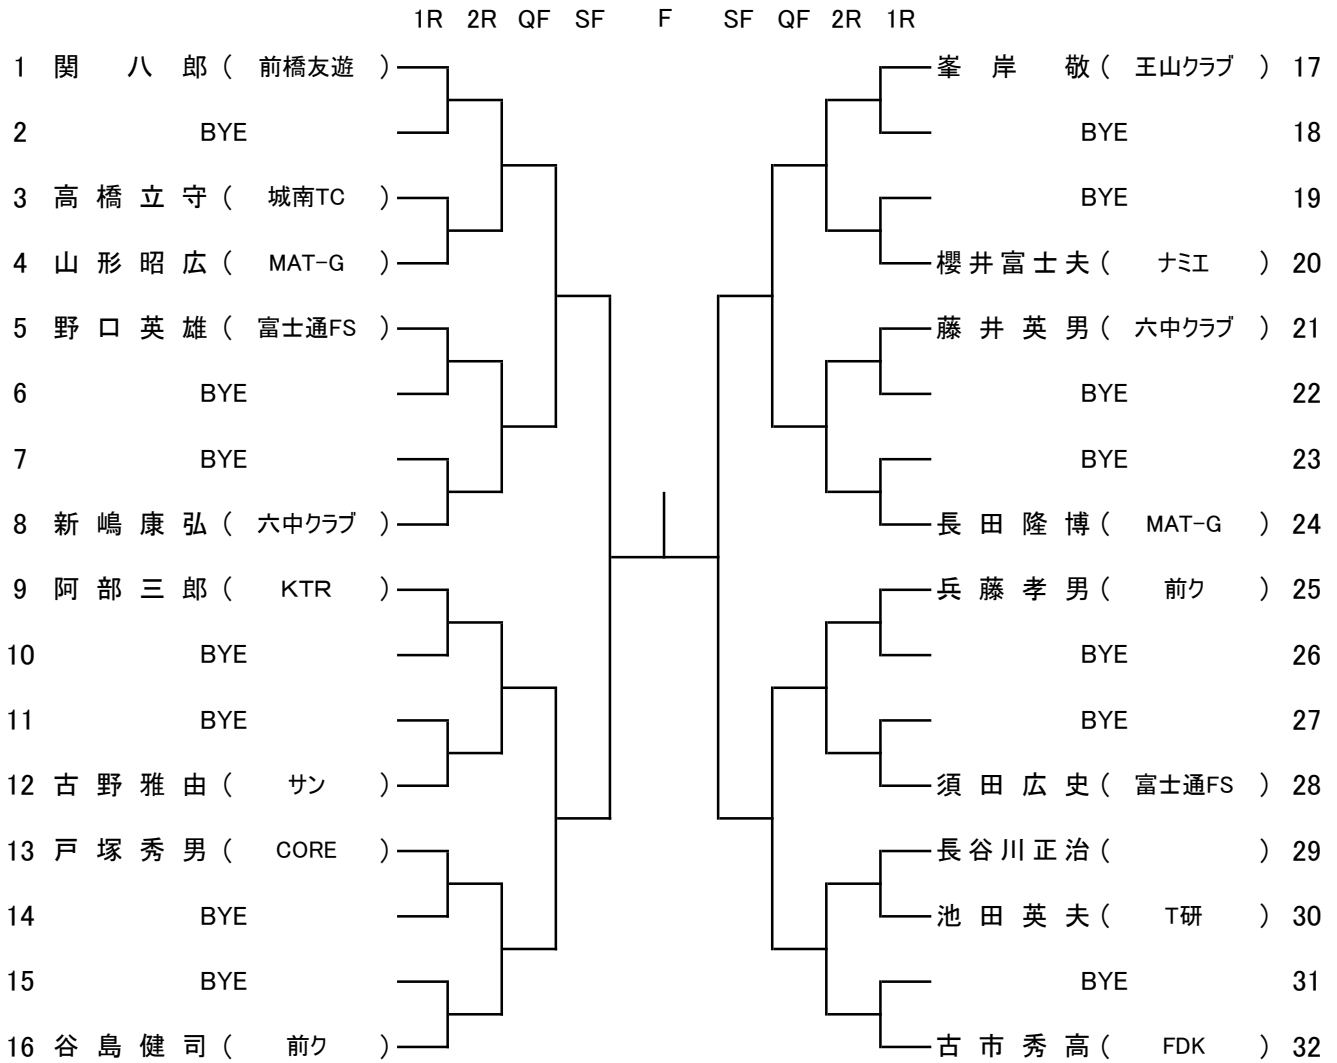 1R 2R QF SF F SF QF 2R 1R
1 関 八 郎 ( 前橋友遊 ) 峯 岸 敬 ( 王山クラブ ) 17
2 BYE BYE 18
3 高 橋 立 守 ( 城南TC ) BYE 19
4 山 形 昭 広 ( MAT-G ) 櫻井富士夫 ( ナミエ ) 20
5 野 口 英 雄 ( 富士通FS ) 藤 井 英 男 ( 六中クラブ ) 21
6 BYE BYE 22
7 BYE BYE 23
8 新 嶋 康 弘 ( 六中クラブ ) 長 田 隆 博 ( MAT-G ) 24
9 阿 部 三 郎 ( KTR ) 兵 藤 孝 男 ( 前ク ) 25
10 BYE BYE 26
11 BYE BYE 27
12 古 野 雅 由 ( サン ) 須 田 広 史 ( 富士通FS ) 28
13 戸 塚 秀 男 ( CORE ) 長谷川正治 ( ) 29
14 BYE 池 田 英 夫 ( T研 ) 30
15 BYE BYE 31
16 谷 島 健 司 ( 前ク ) 古 市 秀 高 ( FDK ) 32